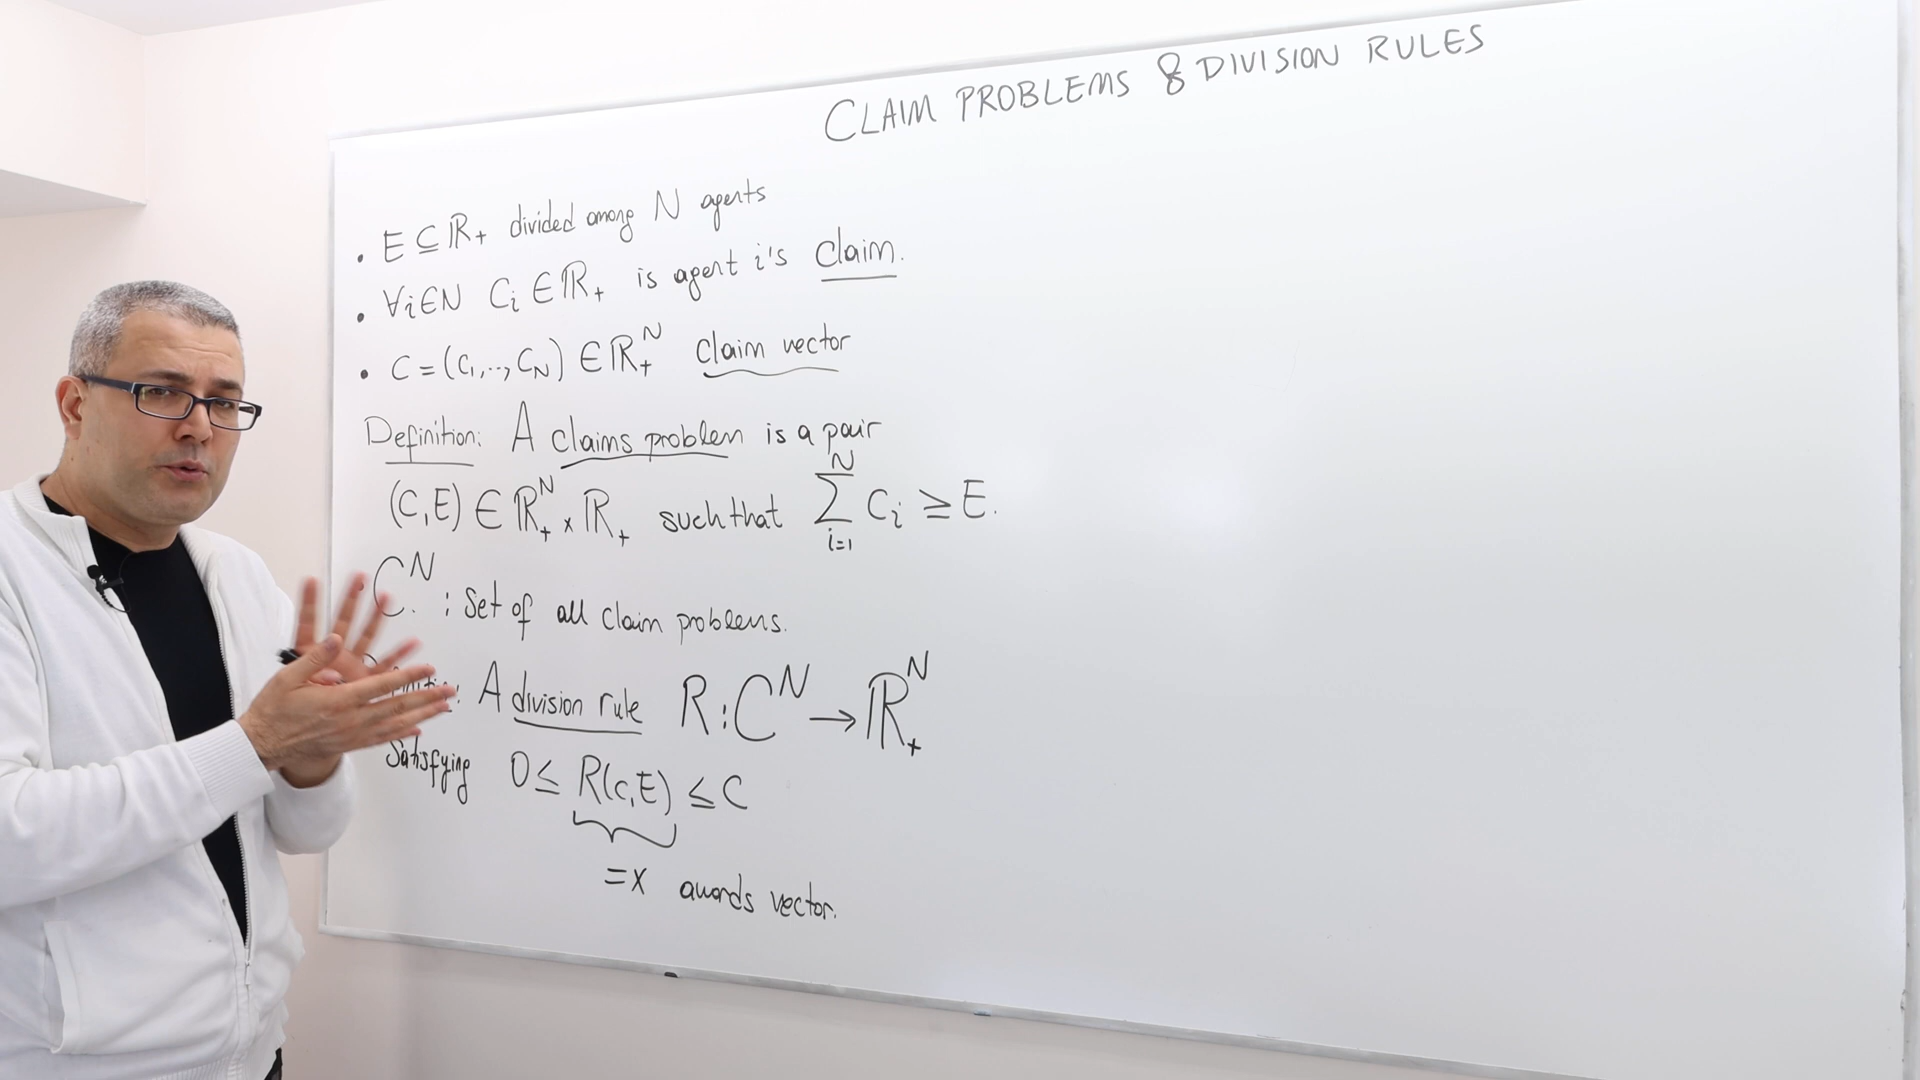 CLAIM PROBLEMS & DIVISION RULES
• E ⊆ ℝ₊ divided among N agents
• ∀i∈N Cᵢ ∈ ℝ₊ is agent i's claim.
• C = (C₁,..,C_N) ∈ ℝ₊ᴺ claim vector
Definition: A claims problem is a pair
(C,E) ∈ ℝ₊ᴺ × ℝ₊ such that ∑_{i=1}^{N} Cᵢ ≥ E.
Cᴺ : Set of all claim problems.
A division rule R : Cᴺ → ℝ₊ᴺ
Satisfying 0 ≤ R(c,E) ≤ C
= x awards vector.